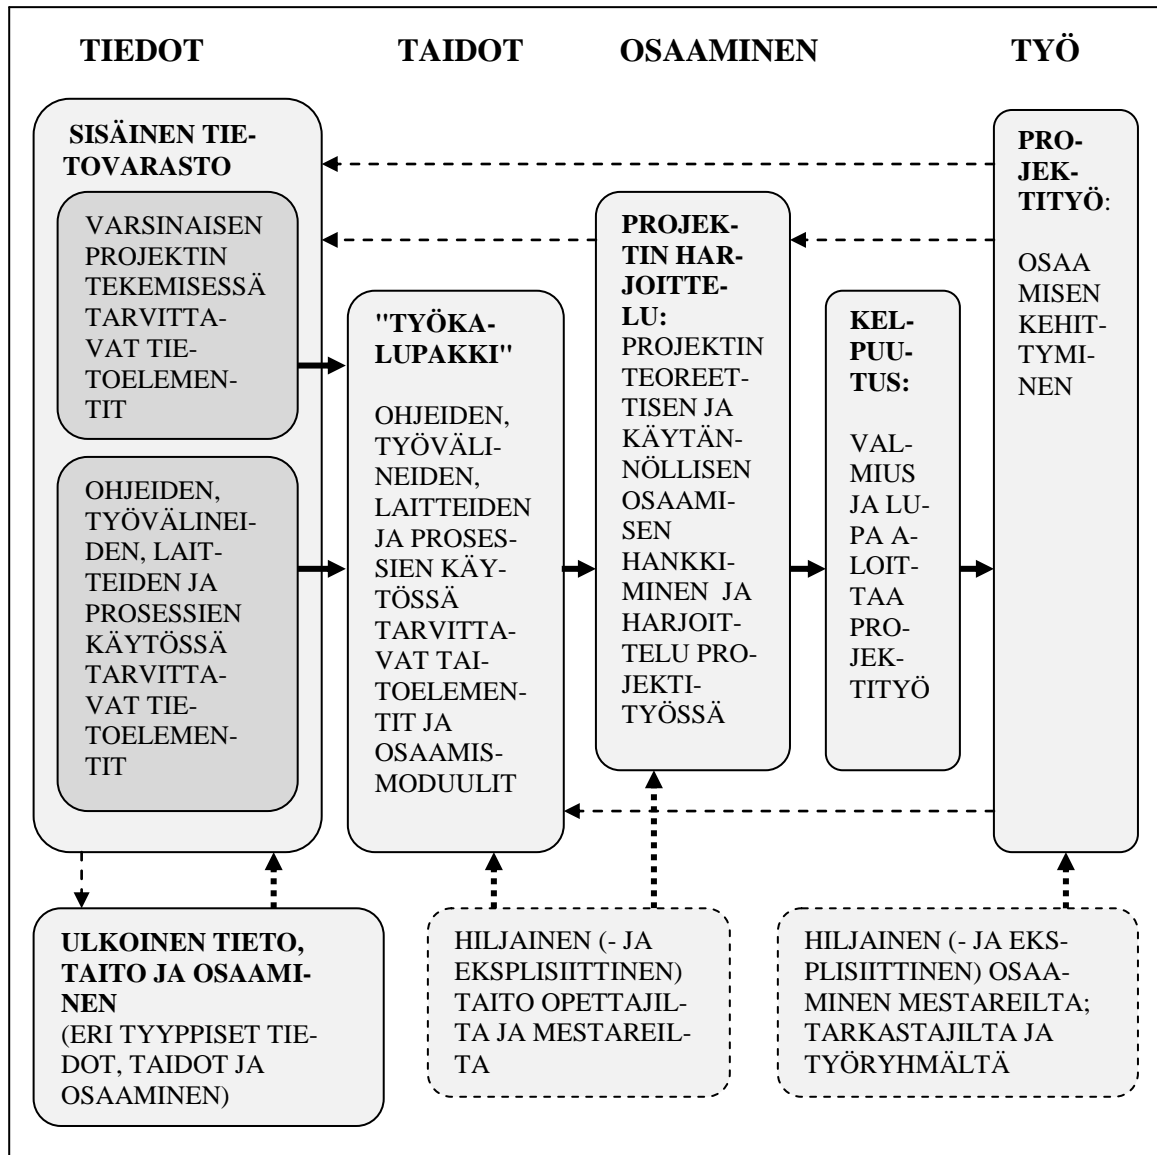 TIEDOT
TAIDOT
OSAAMINEN
TYÖ
SISÄINEN TIE-
TOVARASTO
VARSINAISEN
PROJEKTIN
TEKEMISESSÄ
TARVITTA-
VAT TIE-
TOELEMEN-
TIT
OHJEIDEN,
TYÖVÄLINEI-
DEN, LAIT-
TEIDEN JA
PROSESSIEN
KÄYTÖSSÄ
TARVITTA-
VAT TIE-
TOELEMEN-
TIT
"TYÖKA-
LUPAKKI"
OHJEIDEN,
TYÖVÄLI-
NEIDEN,
LAITTEIDEN
JA PROSES-
SIEN KÄY-
TÖSSÄ
TARVITTA-
VAT TAI-
TOELEMEN-
TIT JA
OSAAMIS-
MODUULIT
PROJEK-
TIN HAR-
JOITTE-
LU:
PROJEKTIN
TEOREET-
TISEN JA
KÄYTÄN-
NÖLLISEN
OSAAMI-
SEN
HANKKI-
MINEN JA
HARJOIT-
TELU PRO-
JEKTI-
TYÖSSÄ
KEL-
PUU-
TUS:
VAL-
MIUS
JA LU-
PA A-
LOIT-
TAA
PRO-
JEK-
TITYÖ
PRO-
JEK-
TITYÖ:
OSAA
MISEN
KEHIT-
TYMI-
NEN
ULKOINEN TIETO,
TAITO JA OSAAMI-
NEN
(ERI TYYPPISET TIE-
DOT, TAIDOT JA
OSAAMINEN)
HILJAINEN (- JA
EKSPLISIITTINEN)
TAITO OPETTAJIL-
TA JA MESTAREIL-
TA
HILJAINEN (- JA EKS-
PLISIITTINEN) OSAA-
MINEN MESTAREILTA;
TARKASTAJILTA JA
TYÖRYHMÄLTÄ